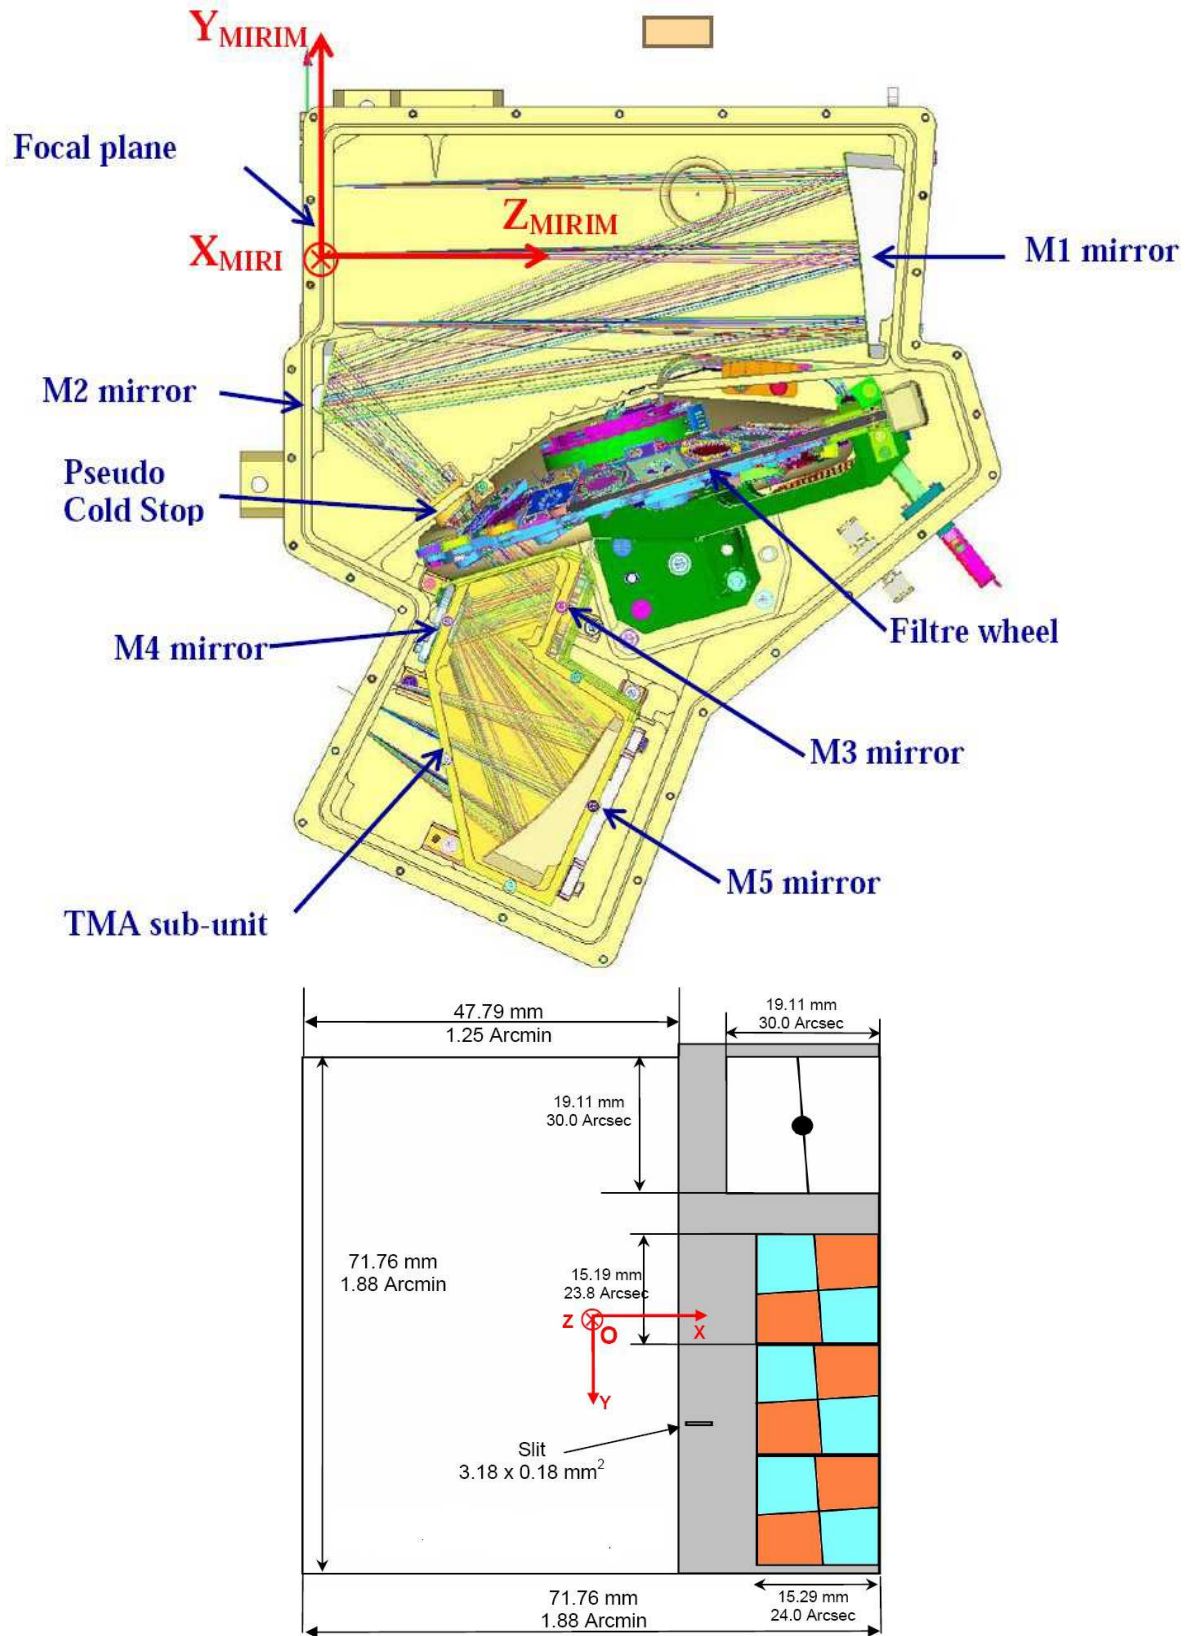 YMIRIM
Focal plane
ZMIRIM
XMIRI
M1 mirror
M2 mirror
Pseudo
Cold Stop
Filtre wheel
M4 mirror
M3 mirror
M5 mirror
TMA sub-unit
47.79 mm
1.25 Arcmin
19.11 mm
30.0 Arcsec
19.11 mm
30.0 Arcsec
71.76 mm
1.88 Arcmin
15.19 mm
23.8 Arcsec
Z O X
Y
Slit
3.18 x 0.18 mm²
71.76 mm
1.88 Arcmin
15.29 mm
24.0 Arcsec